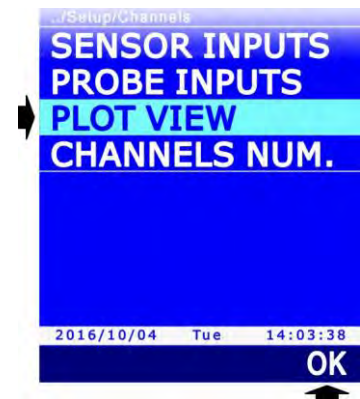 ../Setup/Channels
SENSOR INPUTS
PROBE INPUTS
PLOT VIEW
CHANNELS NUM.
2016/10/04 Tue 14:03:38
OK